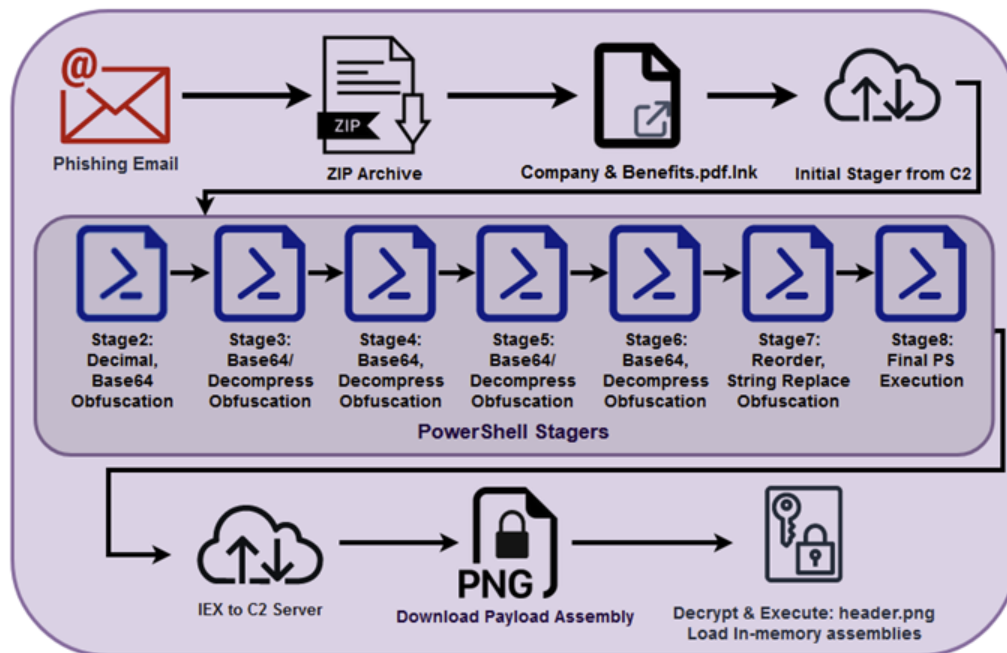 @
Phishing Email
ZIP
ZIP Archive
Company & Benefits.pdf.lnk
Initial Stager from C2
Stage2:
Decimal,
Base64
Obfuscation
Stage3:
Base64/
Decompress
Obfuscation
Stage4:
Base64,
Decompress
Obfuscation
Stage5:
Base64/
Decompress
Obfuscation
Stage6:
Base64,
Decompress
Obfuscation
Stage7:
Reorder,
String Replace
Obfuscation
Stage8:
Final PS
Execution
PowerShell Stagers
IEX to C2 Server
PNG
Download Payload Assembly
Decrypt & Execute: header.png
Load In-memory assemblies